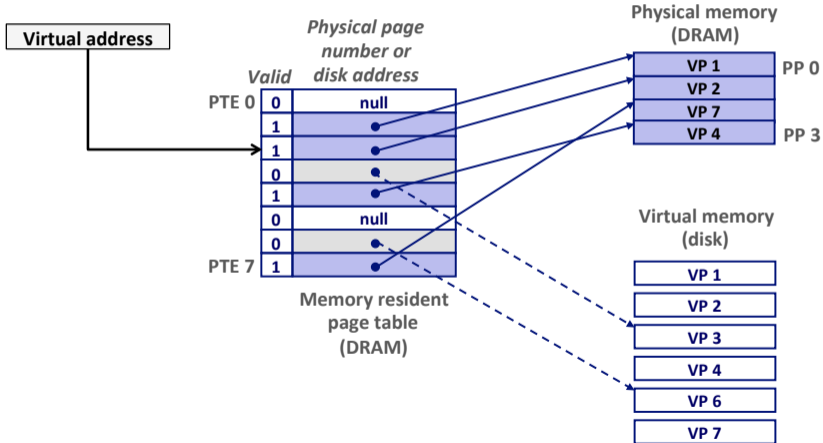 Virtual address
Physical page
number or
disk address
Valid
PTE 0
0
null
1
1
0
1
0
null
0
PTE 7
1
Memory resident
page table
(DRAM)
Physical memory
(DRAM)
VP 1
PP 0
VP 2
VP 7
VP 4
PP 3
Virtual memory
(disk)
VP 1
VP 2
VP 3
VP 4
VP 6
VP 7